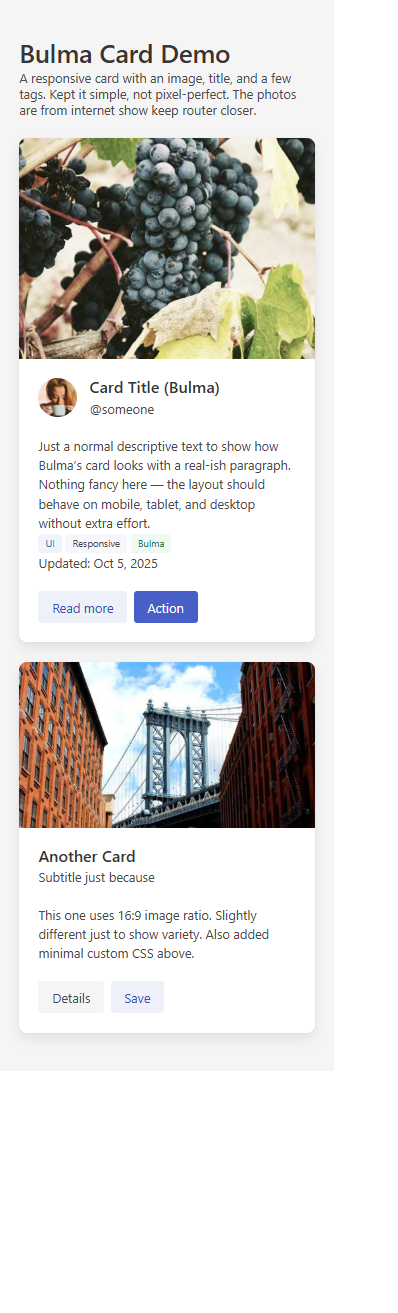 Bulma Card Demo
A responsive card with an image, title, and a few
tags. Kept it simple, not pixel-perfect. The photos
are from internet show keep router closer.
Card Title (Bulma)
@someone
Just a normal descriptive text to show how
Bulma’s card looks with a real-ish paragraph.
Nothing fancy here — the layout should
behave on mobile, tablet, and desktop
without extra effort.
UI Responsive Bulma
Updated: Oct 5, 2025
Read more Action
Another Card
Subtitle just because
This one uses 16:9 image ratio. Slightly
different just to show variety. Also added
minimal custom CSS above.
Details Save